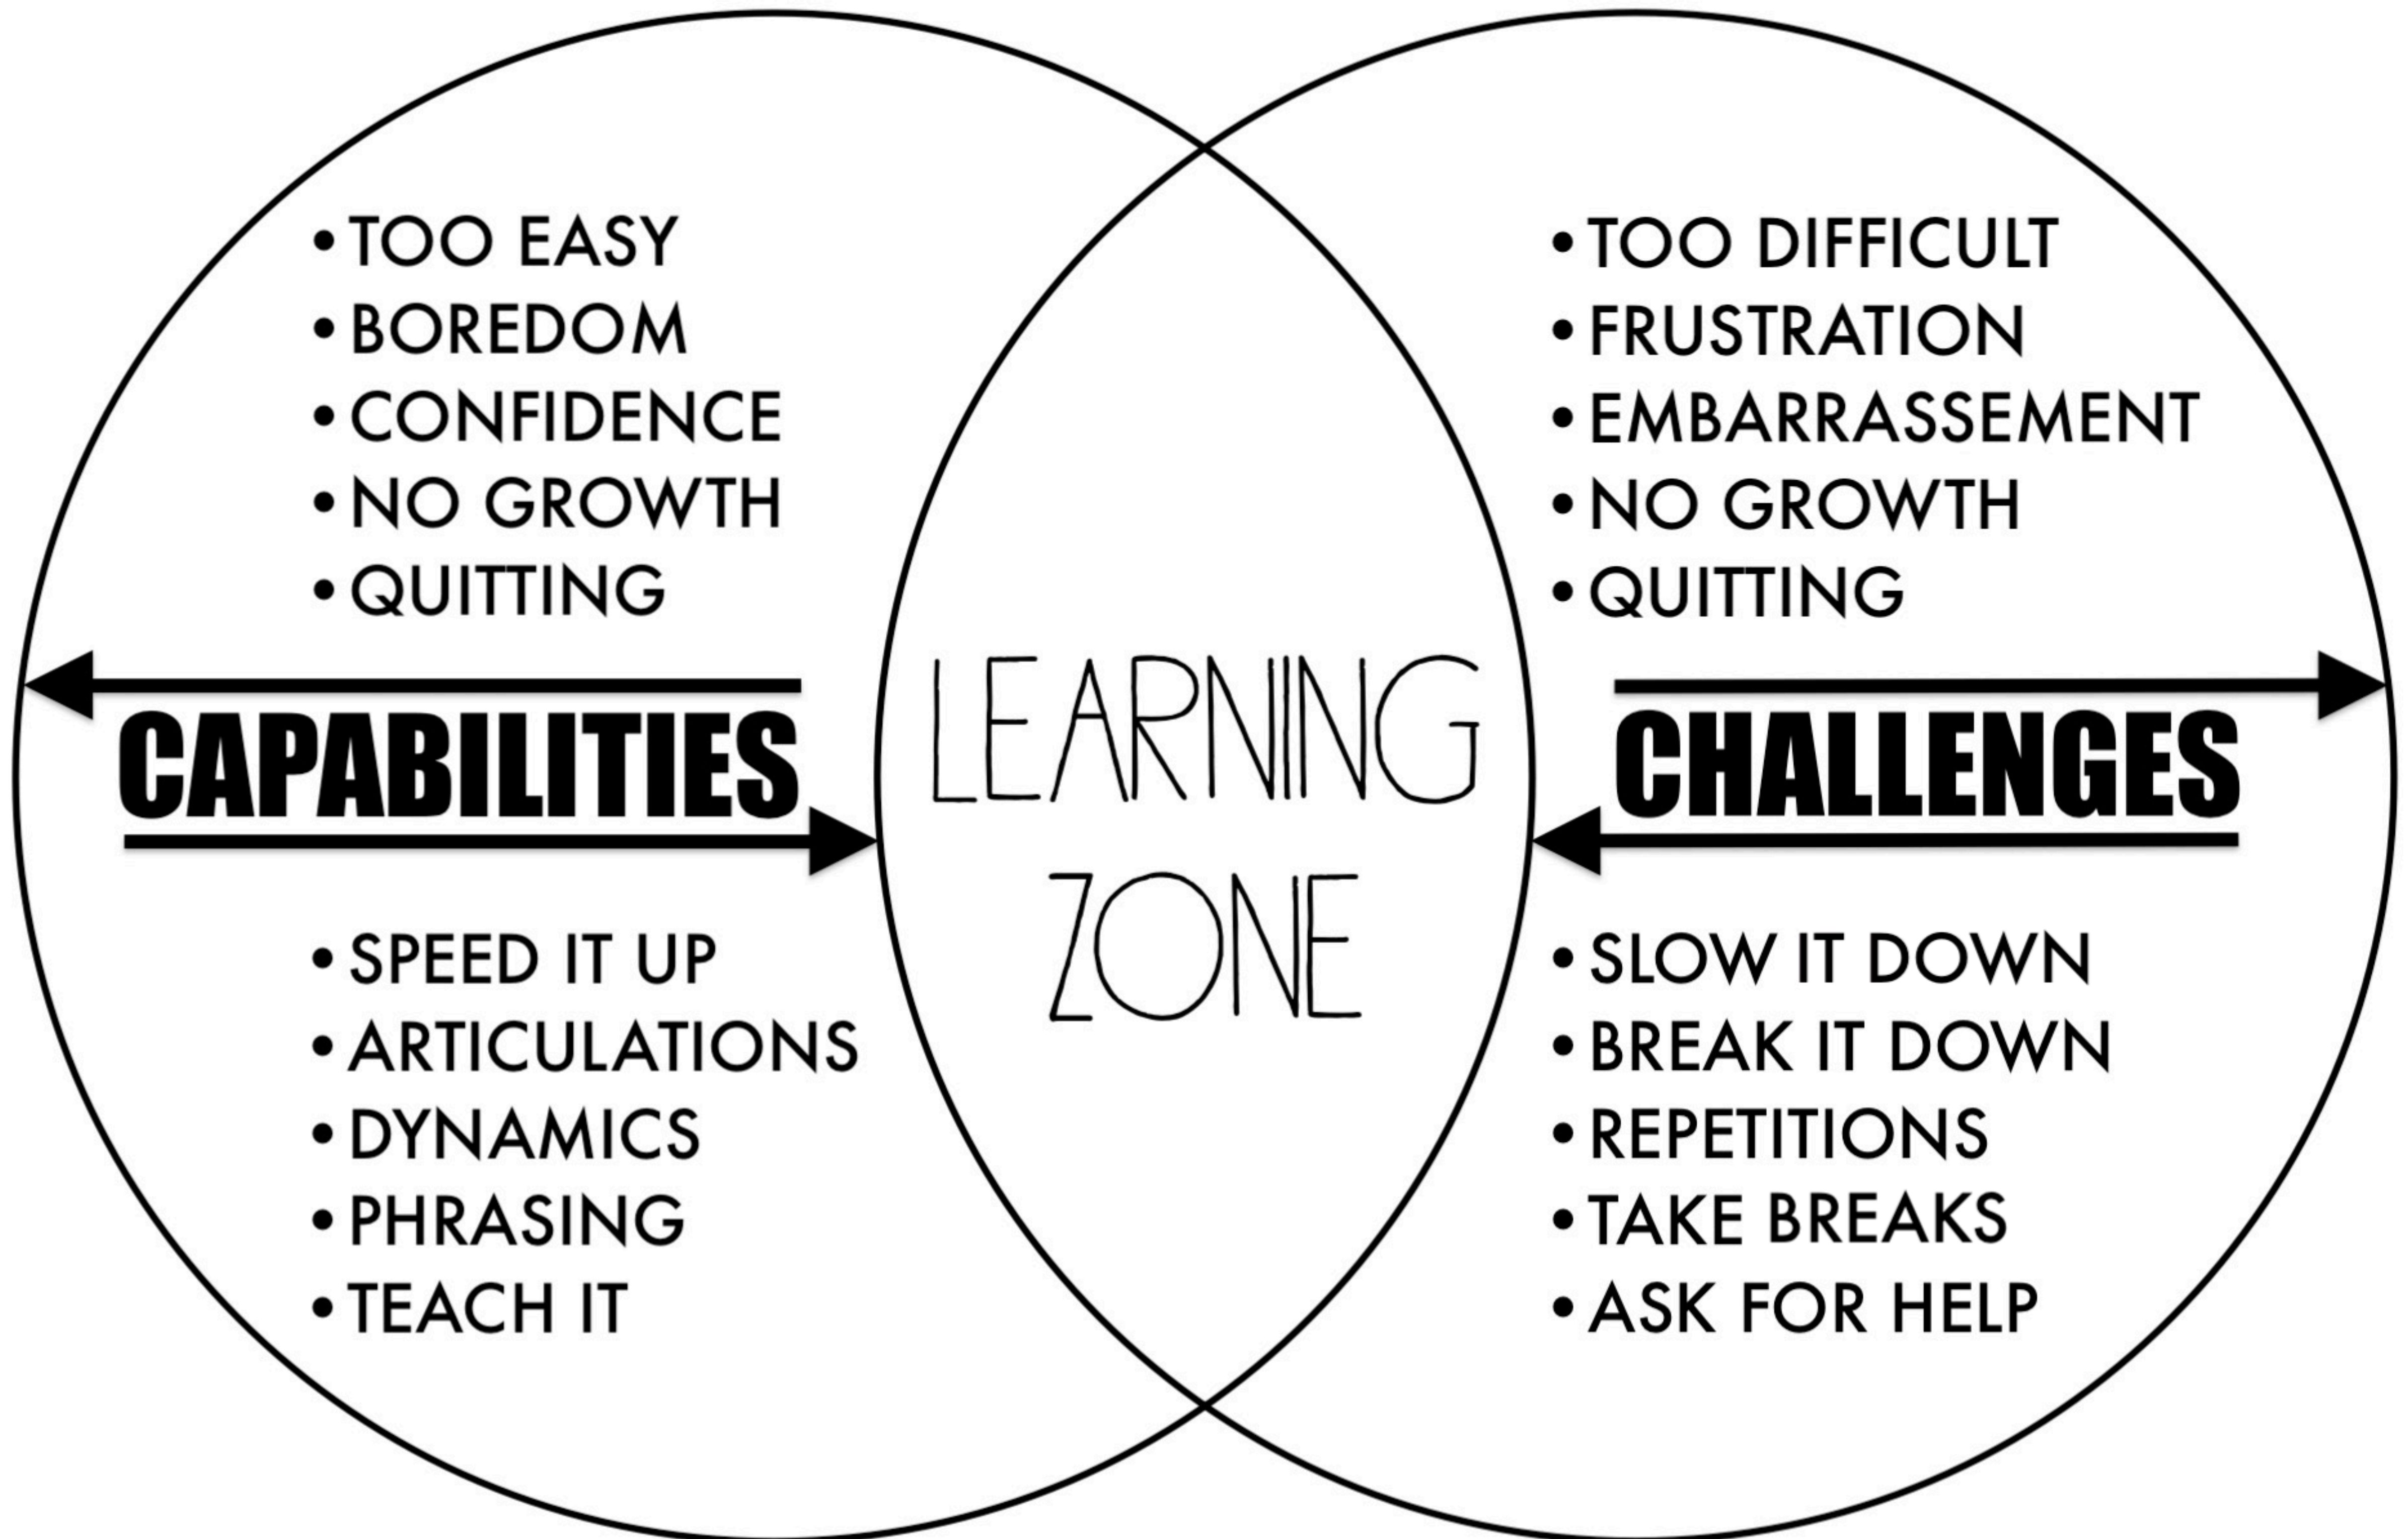 • TOO EASY
• BOREDOM
• CONFIDENCE
• NO GROWTH
• QUITTING
CAPABILITIES
• SPEED IT UP
• ARTICULATIONS
• DYNAMICS
• PHRASING
• TEACH IT
LEARNING
ZONE
• TOO DIFFICULT
• FRUSTRATION
• EMBARRASSEMENT
• NO GROWTH
• QUITTING
CHALLENGES
• SLOW IT DOWN
• BREAK IT DOWN
• REPETITIONS
• TAKE BREAKS
• ASK FOR HELP